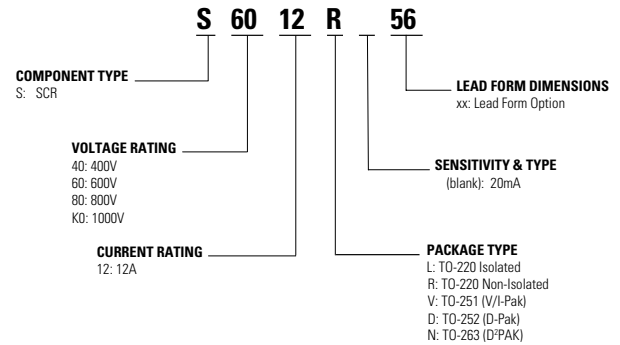 S 60 12 R _ 56
COMPONENT TYPE
S: SCR
VOLTAGE RATING
40: 400V
60: 600V
80: 800V
K0: 1000V
CURRENT RATING
12: 12A
LEAD FORM DIMENSIONS
xx: Lead Form Option
SENSITIVITY & TYPE
(blank): 20mA
PACKAGE TYPE
L: TO-220 Isolated
R: TO-220 Non-Isolated
V: TO-251 (V/I-Pak)
D: TO-252 (D-Pak)
N: TO-263 (D²PAK)